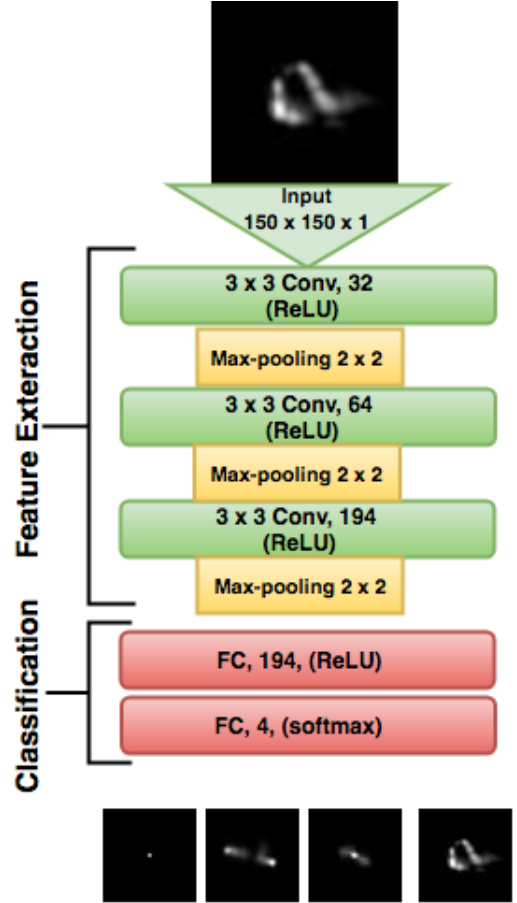 Input
150 x 150 x 1
Feature Exteraction
3 x 3 Conv, 32
(ReLU)
Max-pooling 2 x 2
3 x 3 Conv, 64
(ReLU)
Max-pooling 2 x 2
3 x 3 Conv, 194
(ReLU)
Max-pooling 2 x 2
Classification
FC, 194, (ReLU)
FC, 4, (softmax)